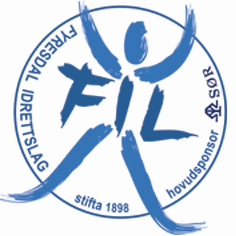 FYRESDAL IDRETTSLAG
FIL
stifta 1898
hovudsponsor
SØR